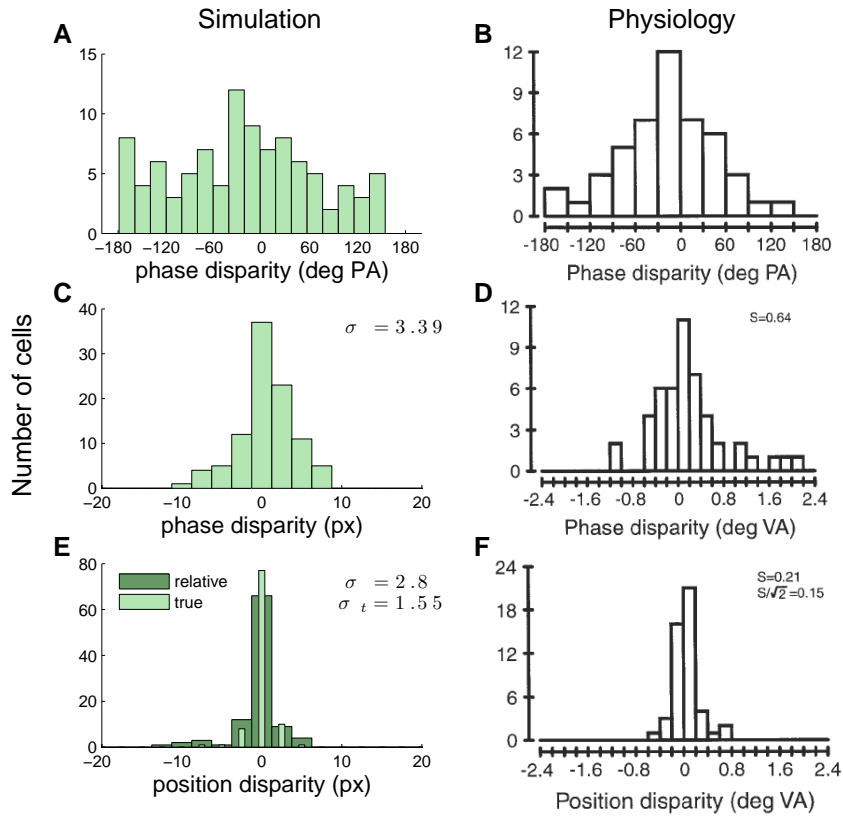 Simulation
Physiology
A
15
10
5
0
−180 −120 −60 0 60 120 180
phase disparity (deg PA)
B
12
9
6
3
0
-180 -120 -60 0 60 120 180
Phase disparity (deg PA)
Number of cells
C
40
30
20
10
0
−20 −10 0 10 20
phase disparity (px)
σ = 3.39
D
12
9
6
3
0
-2.4 -1.6 -0.8 0 0.8 1.6 2.4
Phase disparity (deg VA)
S=0.64
E
80
60
40
20
0
−20 −10 0 10 20
position disparity (px)
relative
true
σ = 2.8
σ t = 1.55
F
24
18
12
6
0
-2.4 -1.6 -0.8 0 0.8 1.6 2.4
Position disparity (deg VA)
S=0.21
S/√2=0.15